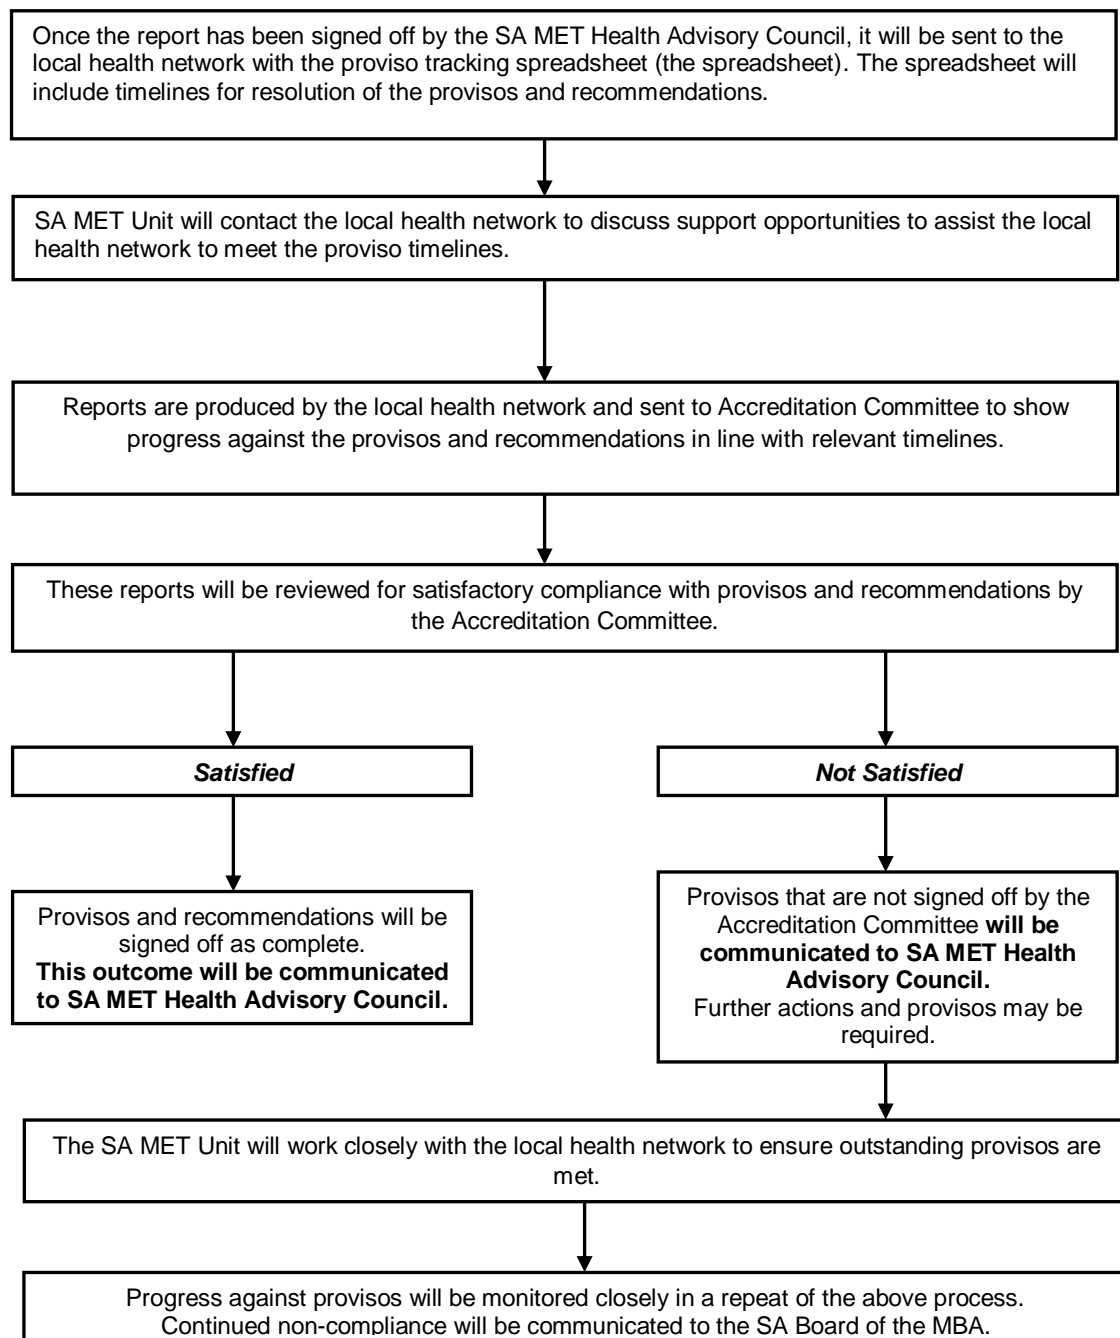 Once the report has been signed off by the SA MET Health Advisory Council, it will be sent to the
local health network with the proviso tracking spreadsheet (the spreadsheet). The spreadsheet will
include timelines for resolution of the provisos and recommendations.
SA MET Unit will contact the local health network to discuss support opportunities to assist the local
health network to meet the proviso timelines.
Reports are produced by the local health network and sent to Accreditation Committee to show
progress against the provisos and recommendations in line with relevant timelines.
These reports will be reviewed for satisfactory compliance with provisos and recommendations by
the Accreditation Committee.
Satisfied
Provisos and recommendations will be
signed off as complete.
This outcome will be communicated
to SA MET Health Advisory Council.
Not Satisfied
Provisos that are not signed off by the
Accreditation Committee will be
communicated to SA MET Health
Advisory Council.
Further actions and provisos may be
required.
The SA MET Unit will work closely with the local health network to ensure outstanding provisos are
met.
Progress against provisos will be monitored closely in a repeat of the above process.
Continued non-compliance will be communicated to the SA Board of the MBA.